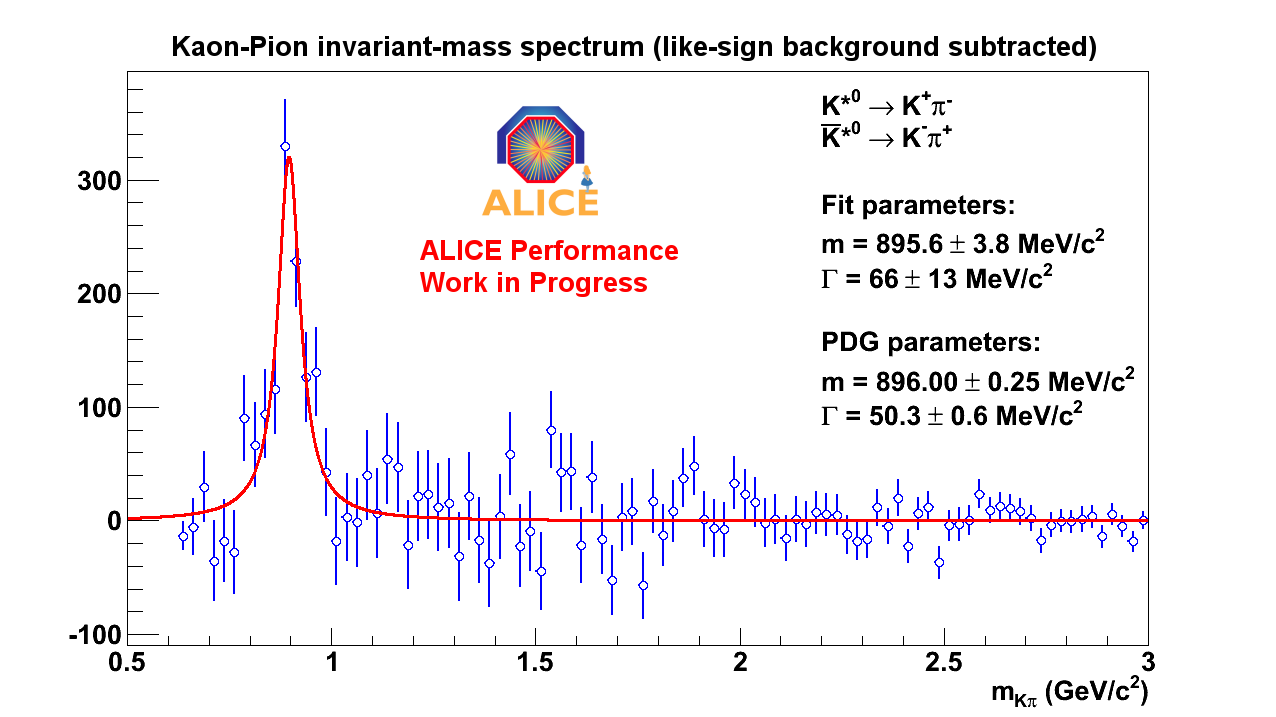 Kaon-Pion invariant-mass spectrum (like-sign background subtracted)
K*⁰ → K⁺π⁻
K̅*⁰ → K⁻π⁺
ALICE
ALICE Performance
Work in Progress
Fit parameters:
m = 895.6 ± 3.8 MeV/c²
Γ = 66 ± 13 MeV/c²
PDG parameters:
m = 896.00 ± 0.25 MeV/c²
Γ = 50.3 ± 0.6 MeV/c²
300
200
100
0
-100
0.5 1 1.5 2 2.5 3
m_Kπ (GeV/c²)